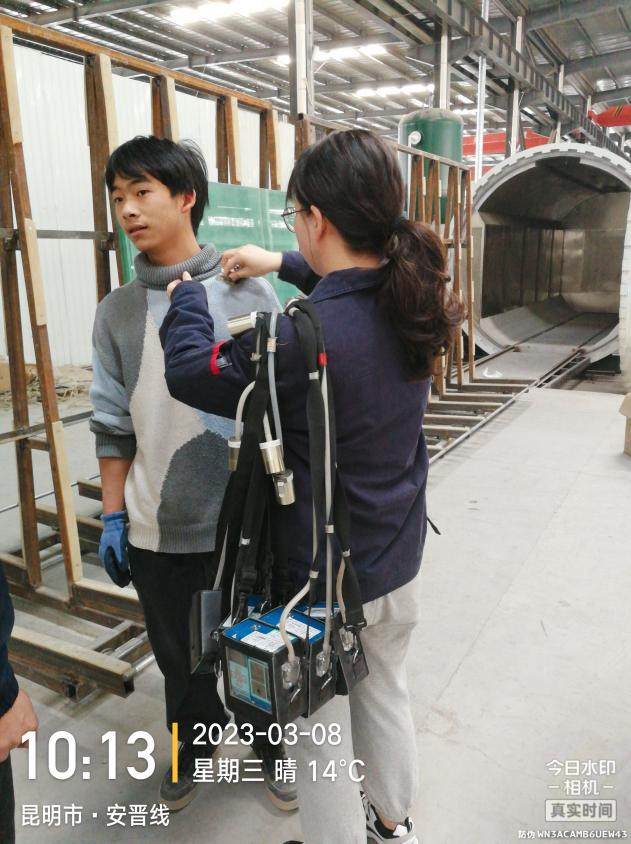 10:13
2023-03-08
星期三 晴 14℃
昆明市·安晋线
今日水印
-相机-
真实时间
防伪 WN3ACAMB6UEW43